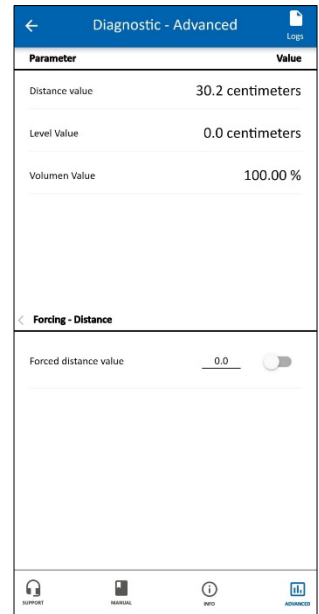 Diagnostic - Advanced
Logs
Parameter Value
Distance value 30.2 centimeters
Level Value 0.0 centimeters
Volumen Value 100.00 %
Forcing - Distance
Forced distance value 0.0
SUPPORT MANUAL INFO ADVANCED